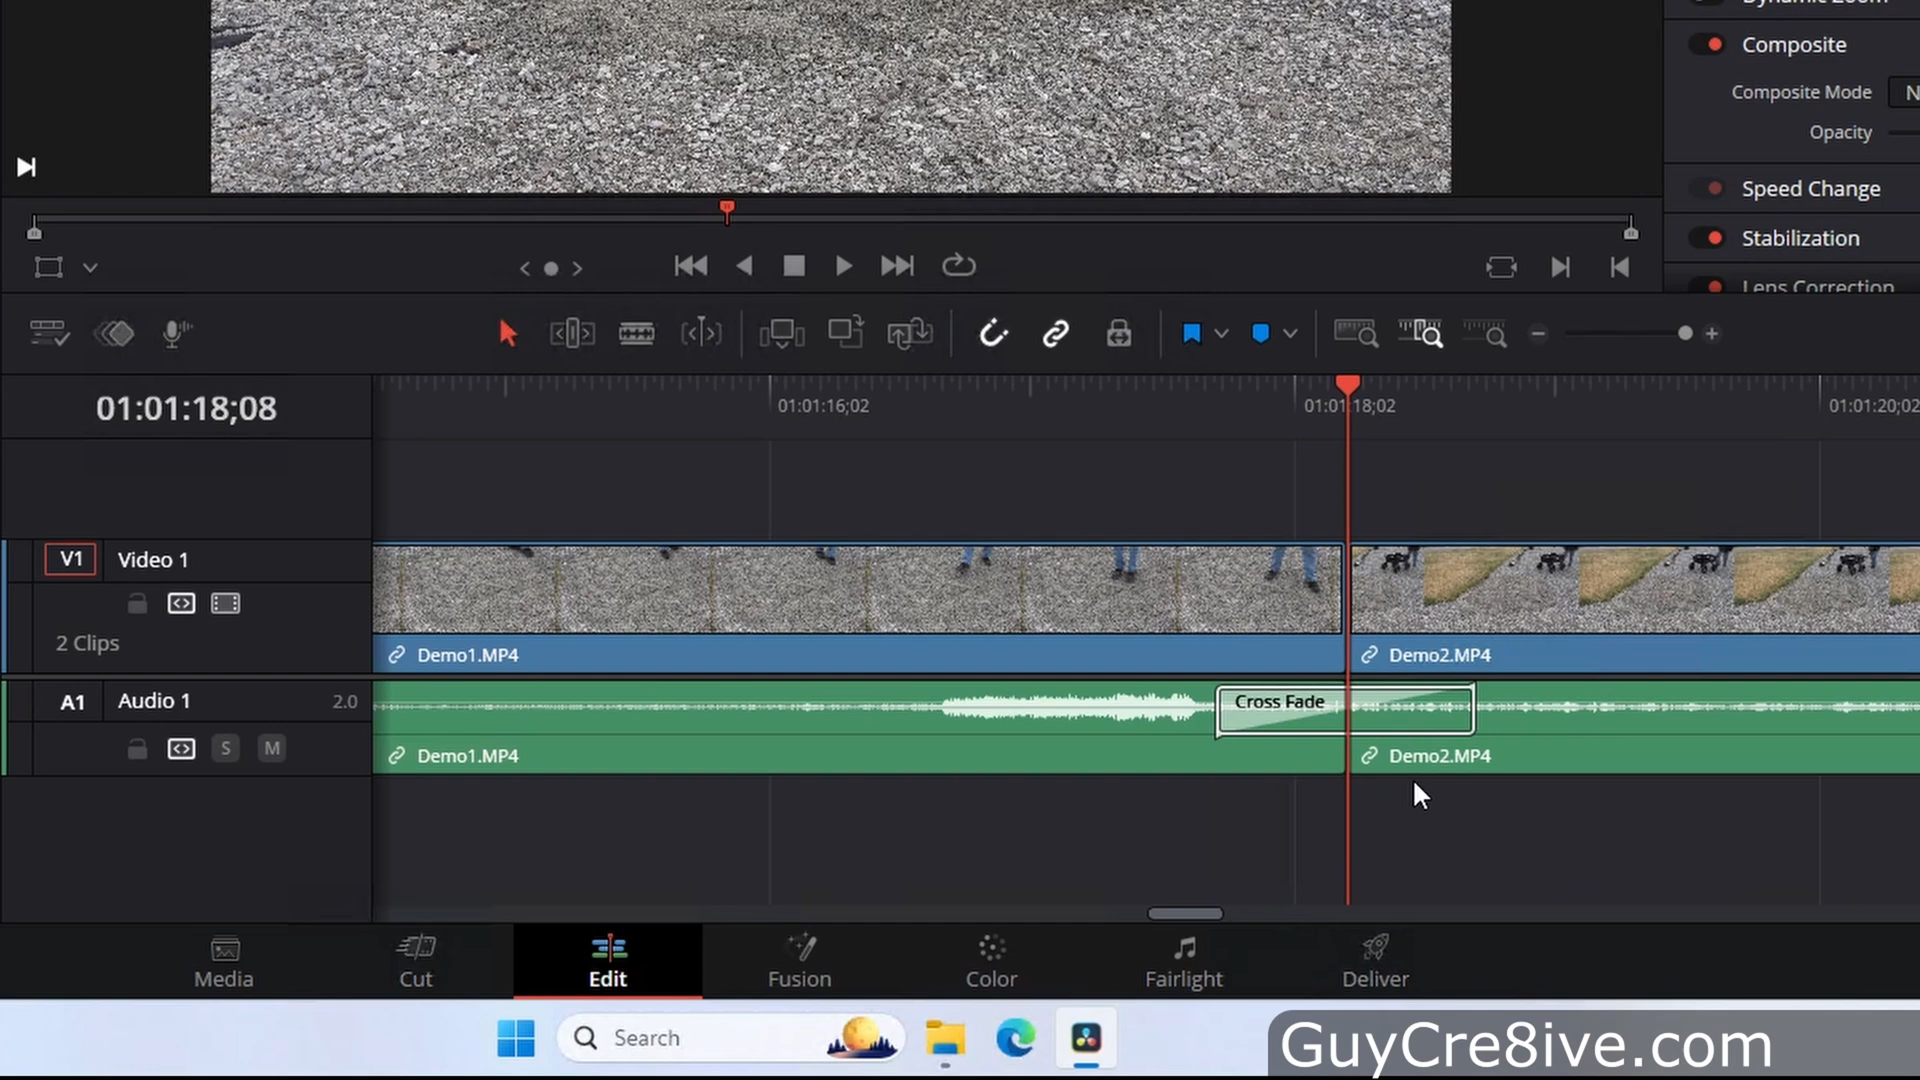 Composite
Composite Mode
Opacity
Speed Change
Stabilization
Lens Correction
01:01:18;08
01:01:16;02
01:01:18;02
01:01:20;02
V1 Video 1
2 Clips
Demo1.MP4
Demo2.MP4
A1 Audio 1 2.0
S M
Cross Fade
Demo1.MP4
Demo2.MP4
Media
Cut
Edit
Fusion
Color
Fairlight
Deliver
Search
GuyCre8ive.com